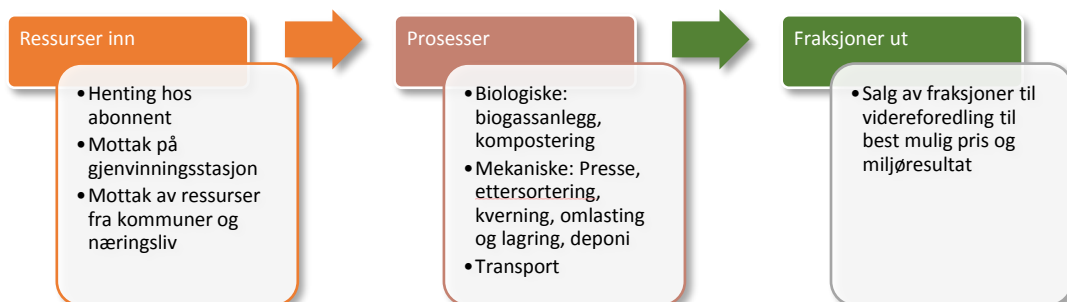 Ressurser inn
• Henting hos
abonnent
• Mottak på
gjenvinningsstasjon
• Mottak av ressurser
fra kommuner og
næringsliv
Prosesser
• Biologiske:
biogassanlegg,
kompostering
• Mekaniske: Presse,
ettersortering,
kverning, omlasting
og lagring, deponi
• Transport
Fraksjoner ut
• Salg av fraksjoner til
videreforedling til
best mulig pris og
miljøresultat